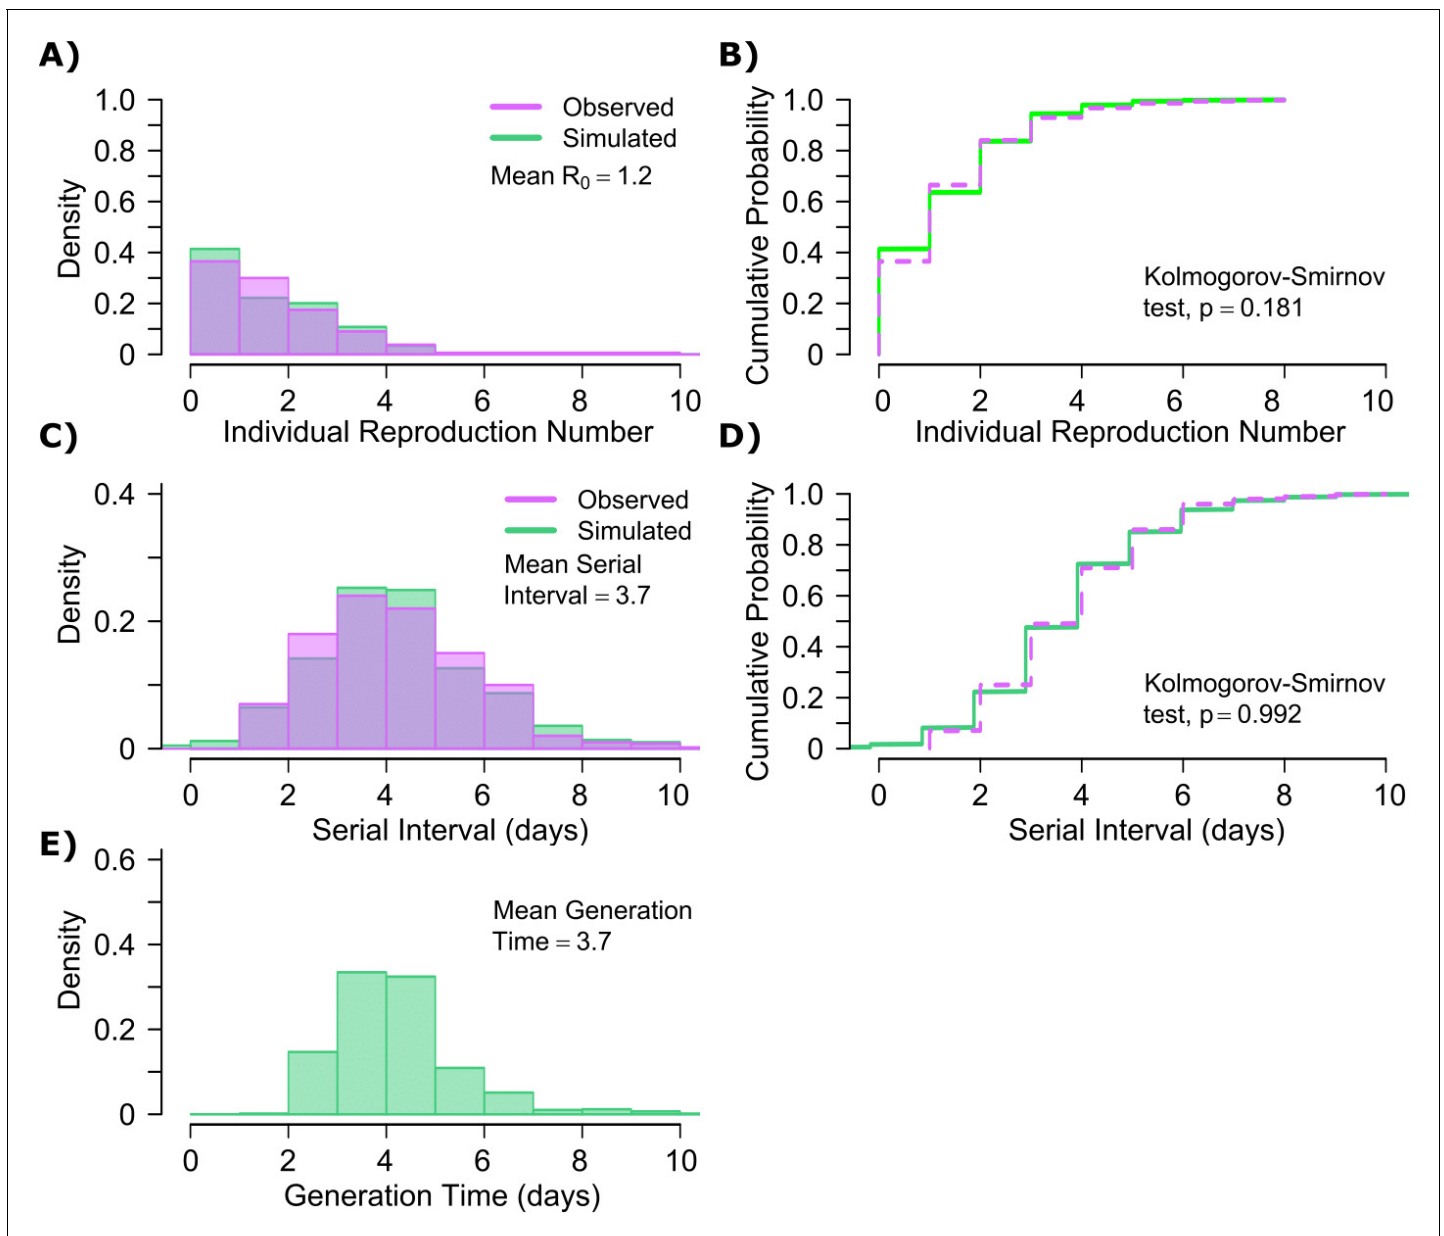 A)
1.0
0.8
0.6
0.4
0.2
0
Density
Observed
Simulated
Mean R₀ = 1.2
0 2 4 6 8 10
Individual Reproduction Number
B)
1.0
0.8
0.6
0.4
0.2
0
Cumulative Probability
Kolmogorov-Smirnov
test, p = 0.181
0 2 4 6 8 10
Individual Reproduction Number
C)
0.4
0.2
0
Density
Observed
Simulated
Mean Serial
Interval = 3.7
0 2 4 6 8 10
Serial Interval (days)
D)
1.0
0.8
0.6
0.4
0.2
0
Cumulative Probability
Kolmogorov-Smirnov
test, p = 0.992
0 2 4 6 8 10
Serial Interval (days)
E)
0.6
0.4
0.2
0
Density
Mean Generation
Time = 3.7
0 2 4 6 8 10
Generation Time (days)